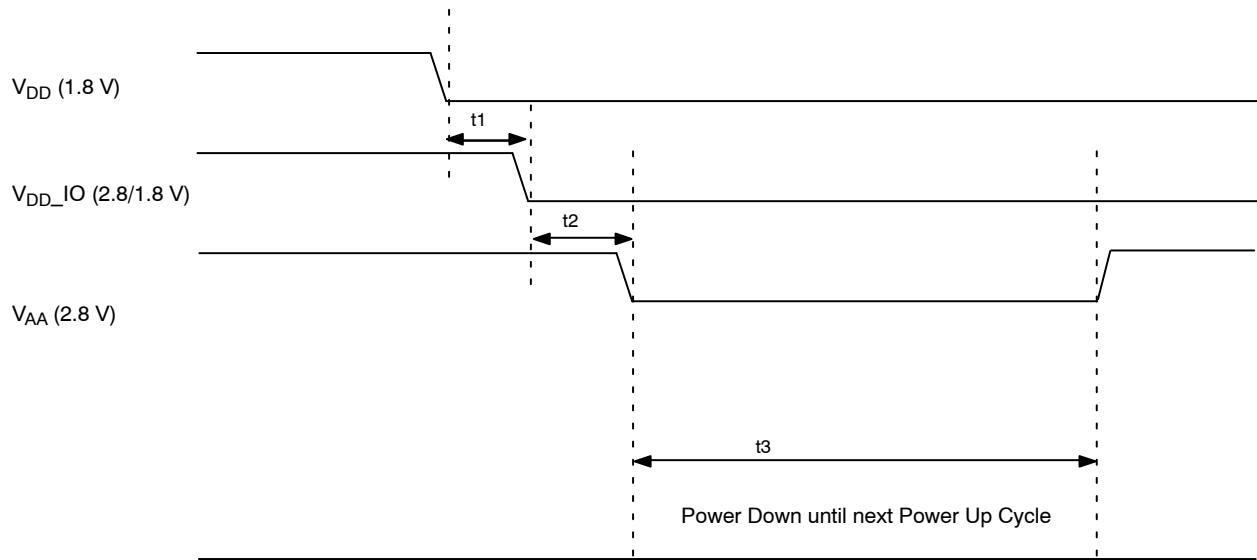 V_DD (1.8 V)
t1
V_DD_IO (2.8/1.8 V)
t2
V_AA (2.8 V)
t3
Power Down until next Power Up Cycle